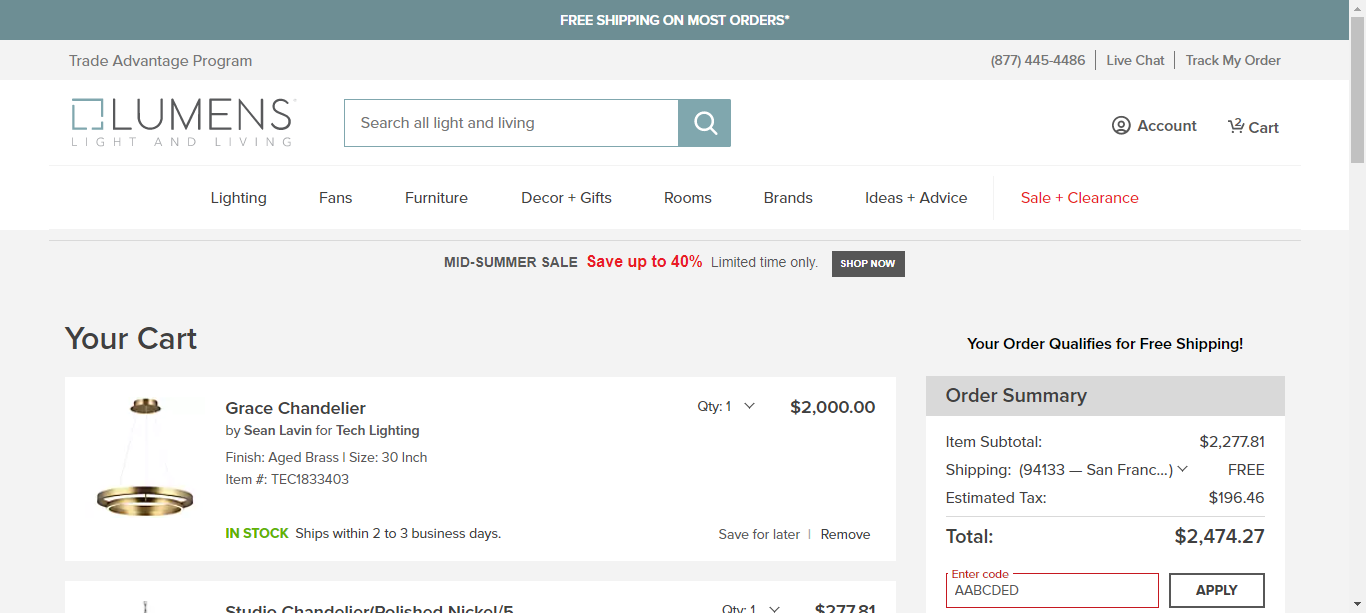 FREE SHIPPING ON MOST ORDERS*
Trade Advantage Program
(877) 445-4486 | Live Chat | Track My Order
LUMENS
LIGHT AND LIVING
Search all light and living
Account
2
Cart
Lighting
Fans
Furniture
Decor + Gifts
Rooms
Brands
Ideas + Advice
Sale + Clearance
MID-SUMMER SALE Save up to 40% Limited time only. SHOP NOW
Your Cart
Grace Chandelier
by Sean Lavin for Tech Lighting
Finish: Aged Brass | Size: 30 Inch
Item #: TEC1833403
IN STOCK Ships within 2 to 3 business days.
Qty: 1
$2,000.00
Save for later | Remove
Studio Chandelier(Polished Nickel/5
Qty: 1
$277.81
Your Order Qualifies for Free Shipping!
Order Summary
Item Subtotal: $2,277.81
Shipping: (94133 — San Franc...) FREE
Estimated Tax: $196.46
Total: $2,474.27
Enter code
AABCDED
APPLY